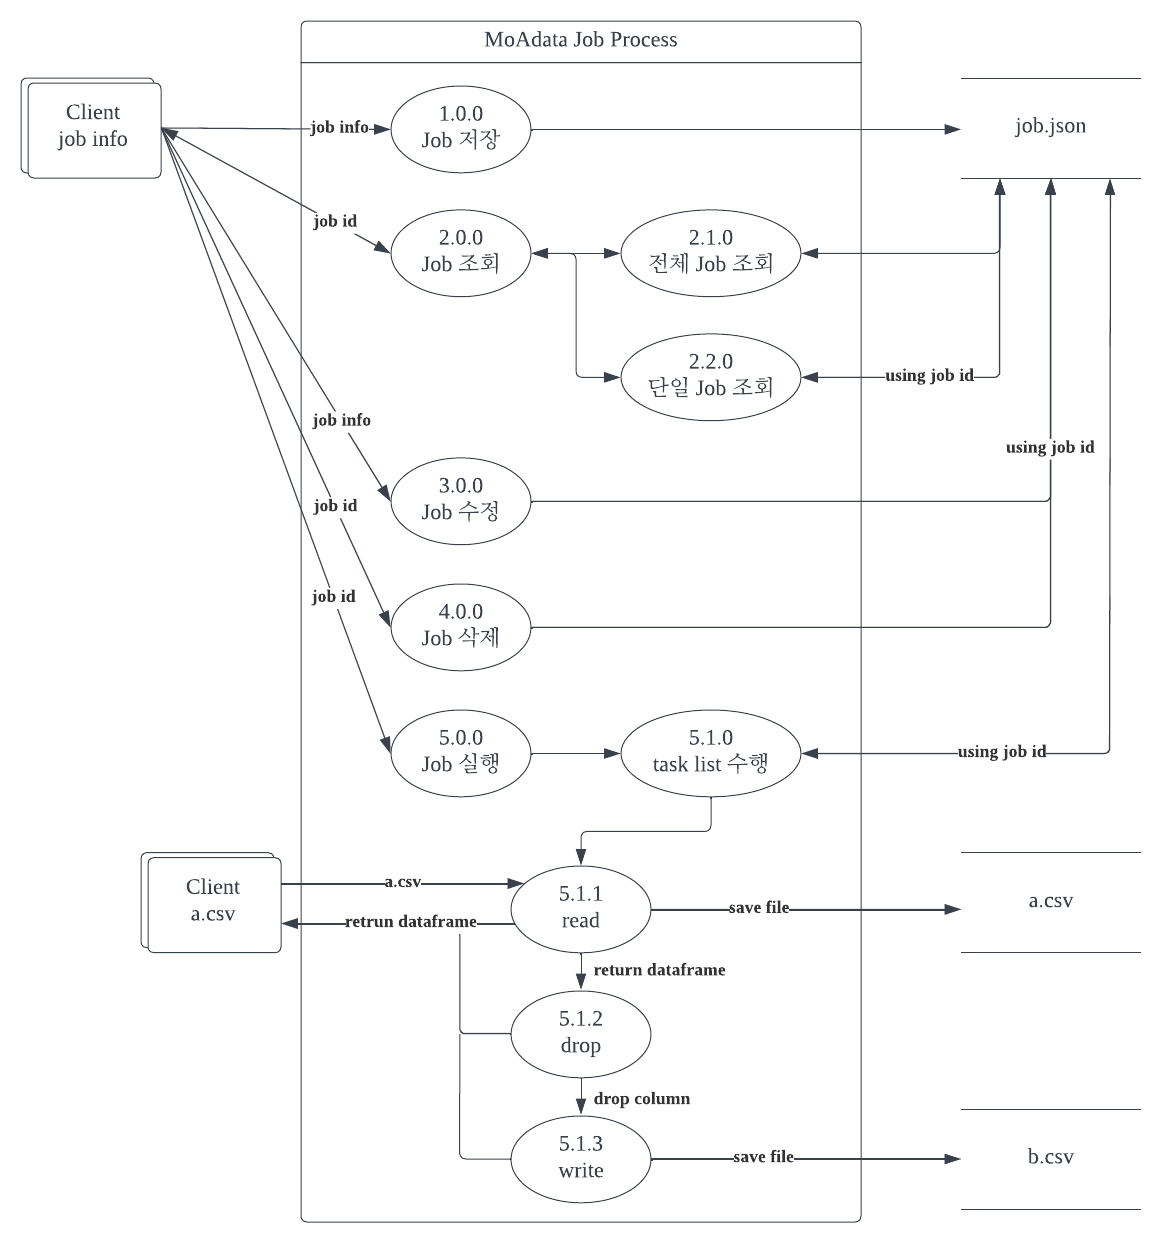 MoAdata Job Process
Client
job info
job info
1.0.0
Job 저장
job.json
job id
2.0.0
Job 조회
2.1.0
전체 Job 조회
2.2.0
단일 Job 조회
using job id
job info
using job id
3.0.0
Job 수정
job id
job id
4.0.0
Job 삭제
5.0.0
Job 실행
5.1.0
task list 수행
using job id
Client
a.csv
a.csv
retrun dataframe
5.1.1
read
save file
a.csv
return dataframe
5.1.2
drop
drop column
5.1.3
write
save file
b.csv